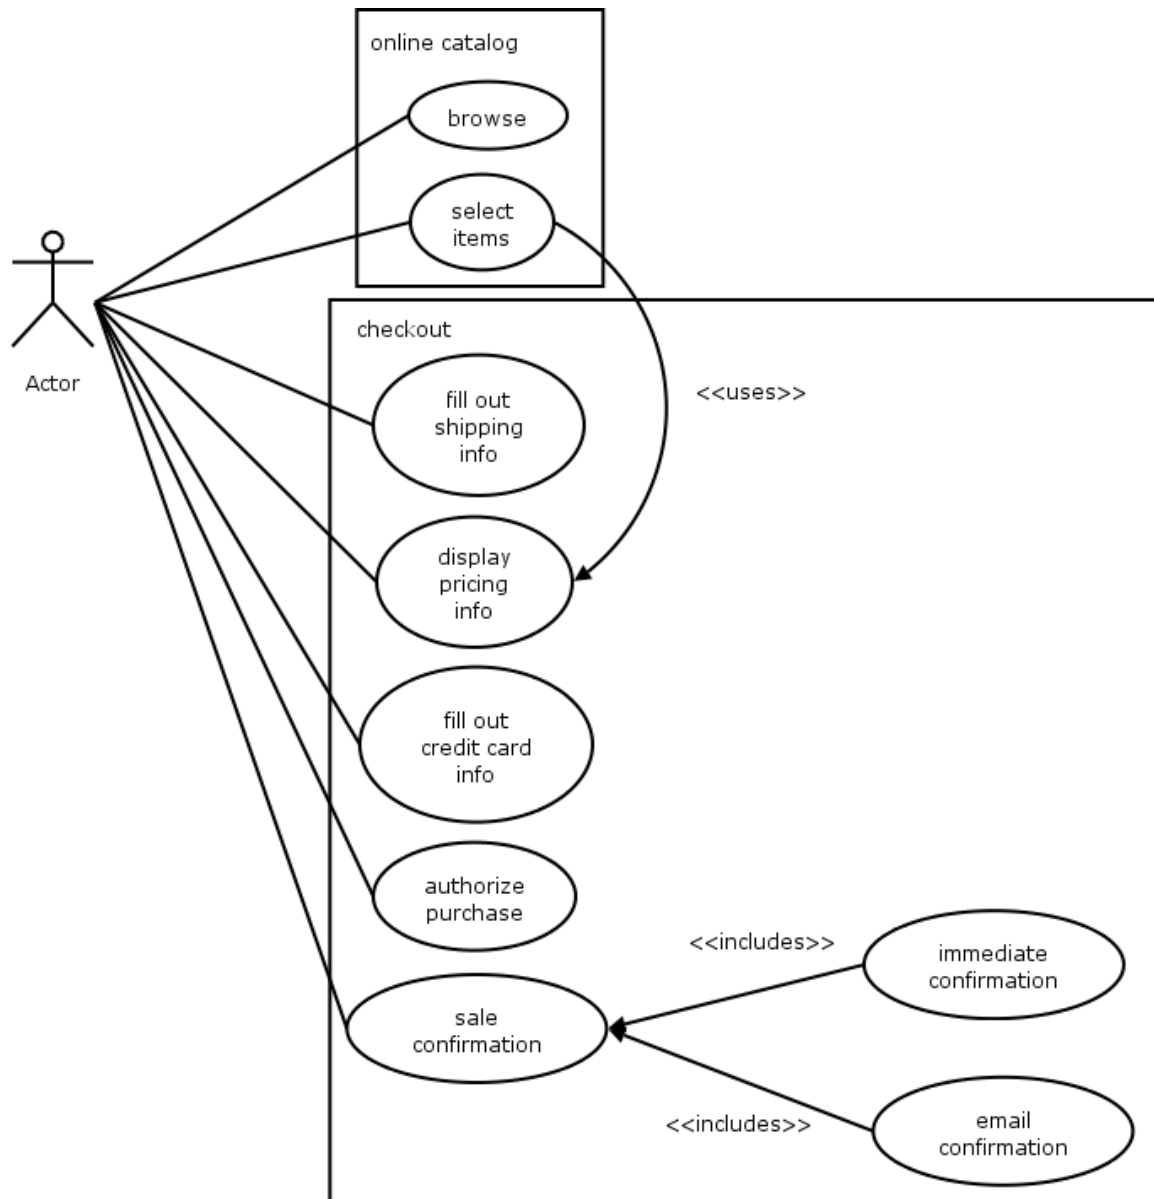 online catalog
browse
select
items
Actor
checkout
fill out
shipping
info
<<uses>>
display
pricing
info
fill out
credit card
info
authorize
purchase
<<includes>>
immediate
confirmation
sale
confirmation
<<includes>>
email
confirmation